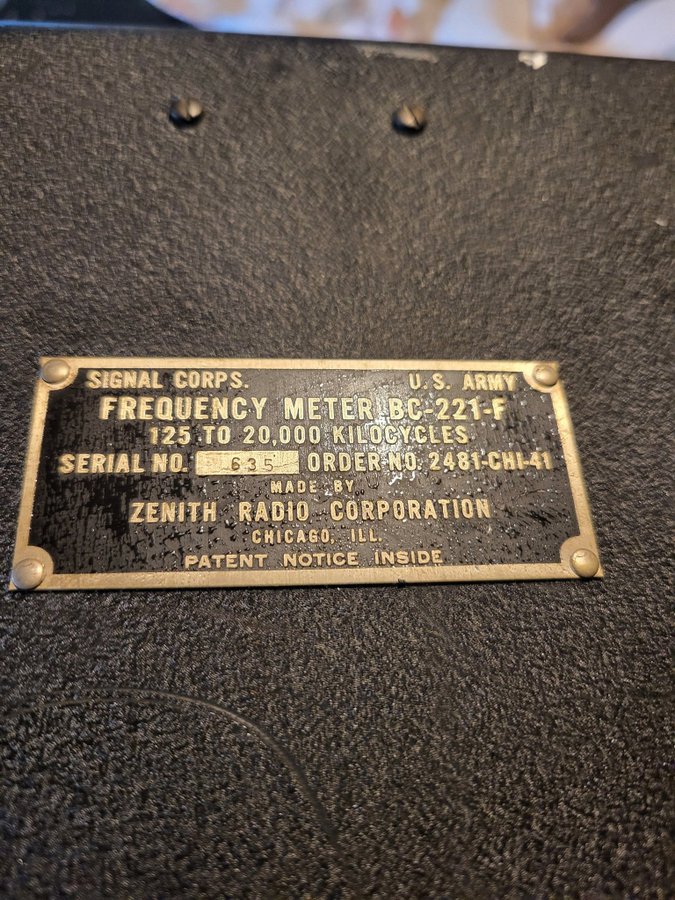 SIGNAL CORPS. U.S. ARMY
FREQUENCY METER BC-221-F
125 TO 20,000 KILOCYCLES
SERIAL NO. 635 ORDER NO. 2481-CHI-41
MADE BY
ZENITH RADIO CORPORATION
CHICAGO, ILL.
PATENT NOTICE INSIDE